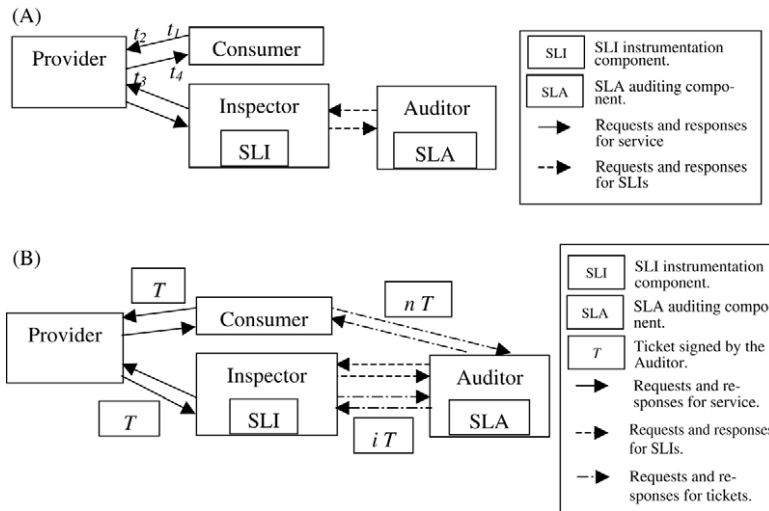 (A)
Provider
t2
t1
t3
t4
Consumer
Inspector
SLI
Auditor
SLA
SLI
SLI instrumentation
component.
SLA
SLA auditing compo-
nent.
Requests and responses
for service
Requests and responses
for SLIs
(B)
T
Provider
Consumer
n T
T
Inspector
SLI
i T
Auditor
SLA
SLI
SLI instrumentation
component.
SLA
SLA auditing compo
nent.
T
Ticket signed by the
Auditor.
Requests and re-
sponses for service.
Requests and responses
for SLIs.
Requests and re-
sponses for tickets.